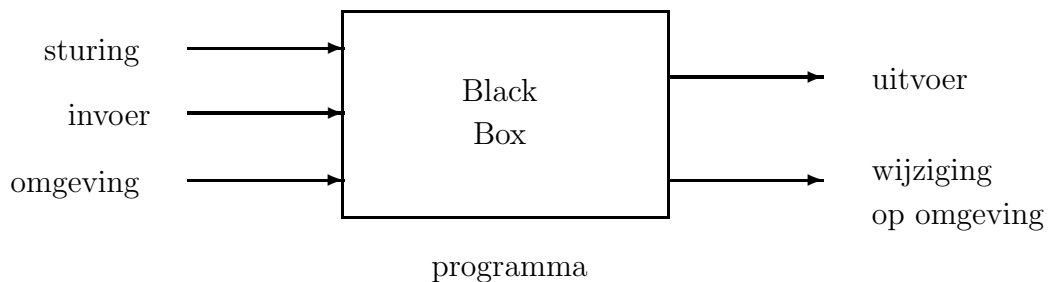 sturing
invoer
omgeving
Black
Box
uitvoer
wijziging
op omgeving
programma